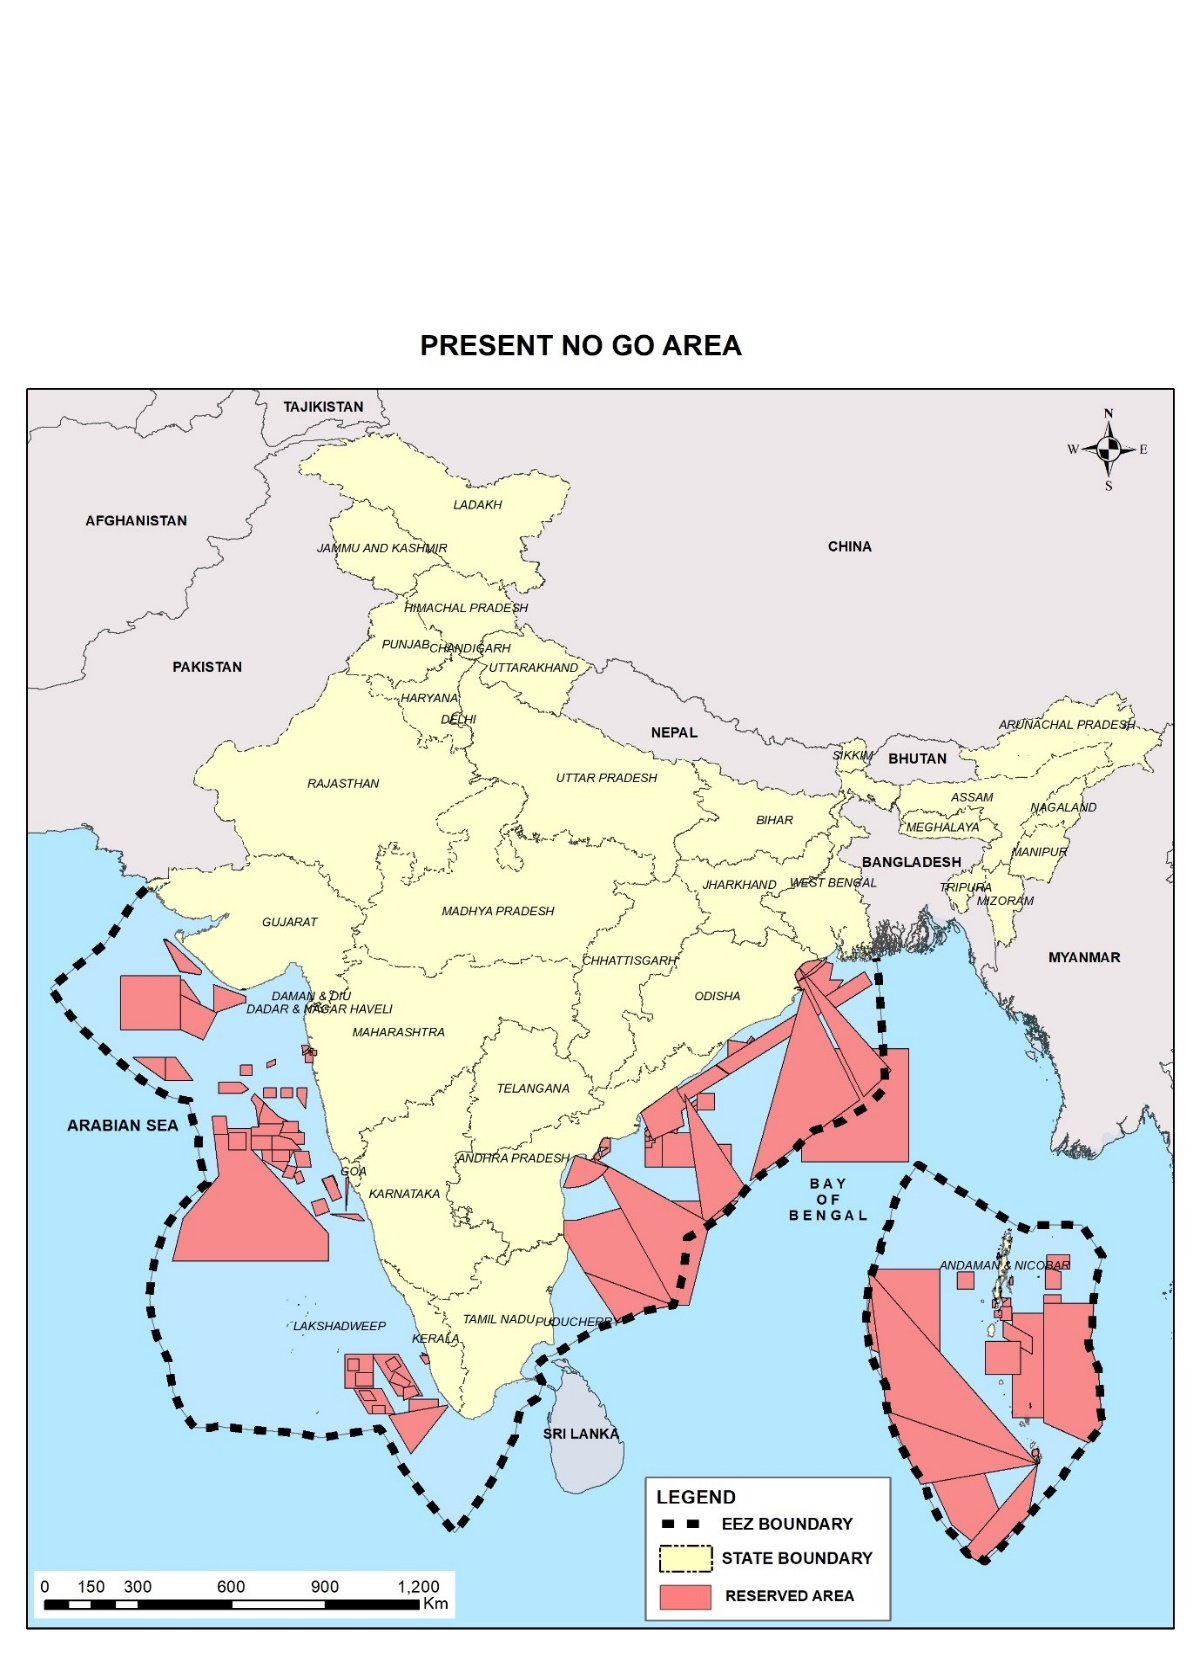 PRESENT NO GO AREA
TAJIKISTAN
N
W E
S
LADAKH
AFGHANISTAN
CHINA
JAMMU AND KASHMIR
HIMACHAL PRADESH
PUNJAB
CHANDIGARH
PAKISTAN
UTTARAKHAND
HARYANA
DELHI
NEPAL
ARUNACHAL PRADESH
SIKKIM
BHUTAN
RAJASTHAN
UTTAR PRADESH
ASSAM
NAGALAND
BIHAR
MEGHALAYA
MANIPUR
BANGLADESH
JHARKHAND
WEST BENGAL
TRIPURA
MIZORAM
GUJARAT
MADHYA PRADESH
CHHATTISGARH
MYANMAR
DAMAN & DIU
ODISHA
DADAR & NAGAR HAVELI
MAHARASHTRA
TELANGANA
ARABIAN SEA
ANDHRA PRADESH
GOA
KARNATAKA
BAY
OF
BENGAL
ANDAMAN & NICOBAR
LAKSHADWEEP
TAMIL NADU
PUDUCHERRY
KERALA
SRI LANKA
LEGEND
EEZ BOUNDARY
STATE BOUNDARY
RESERVED AREA
0 150 300 600 900 1,200
Km